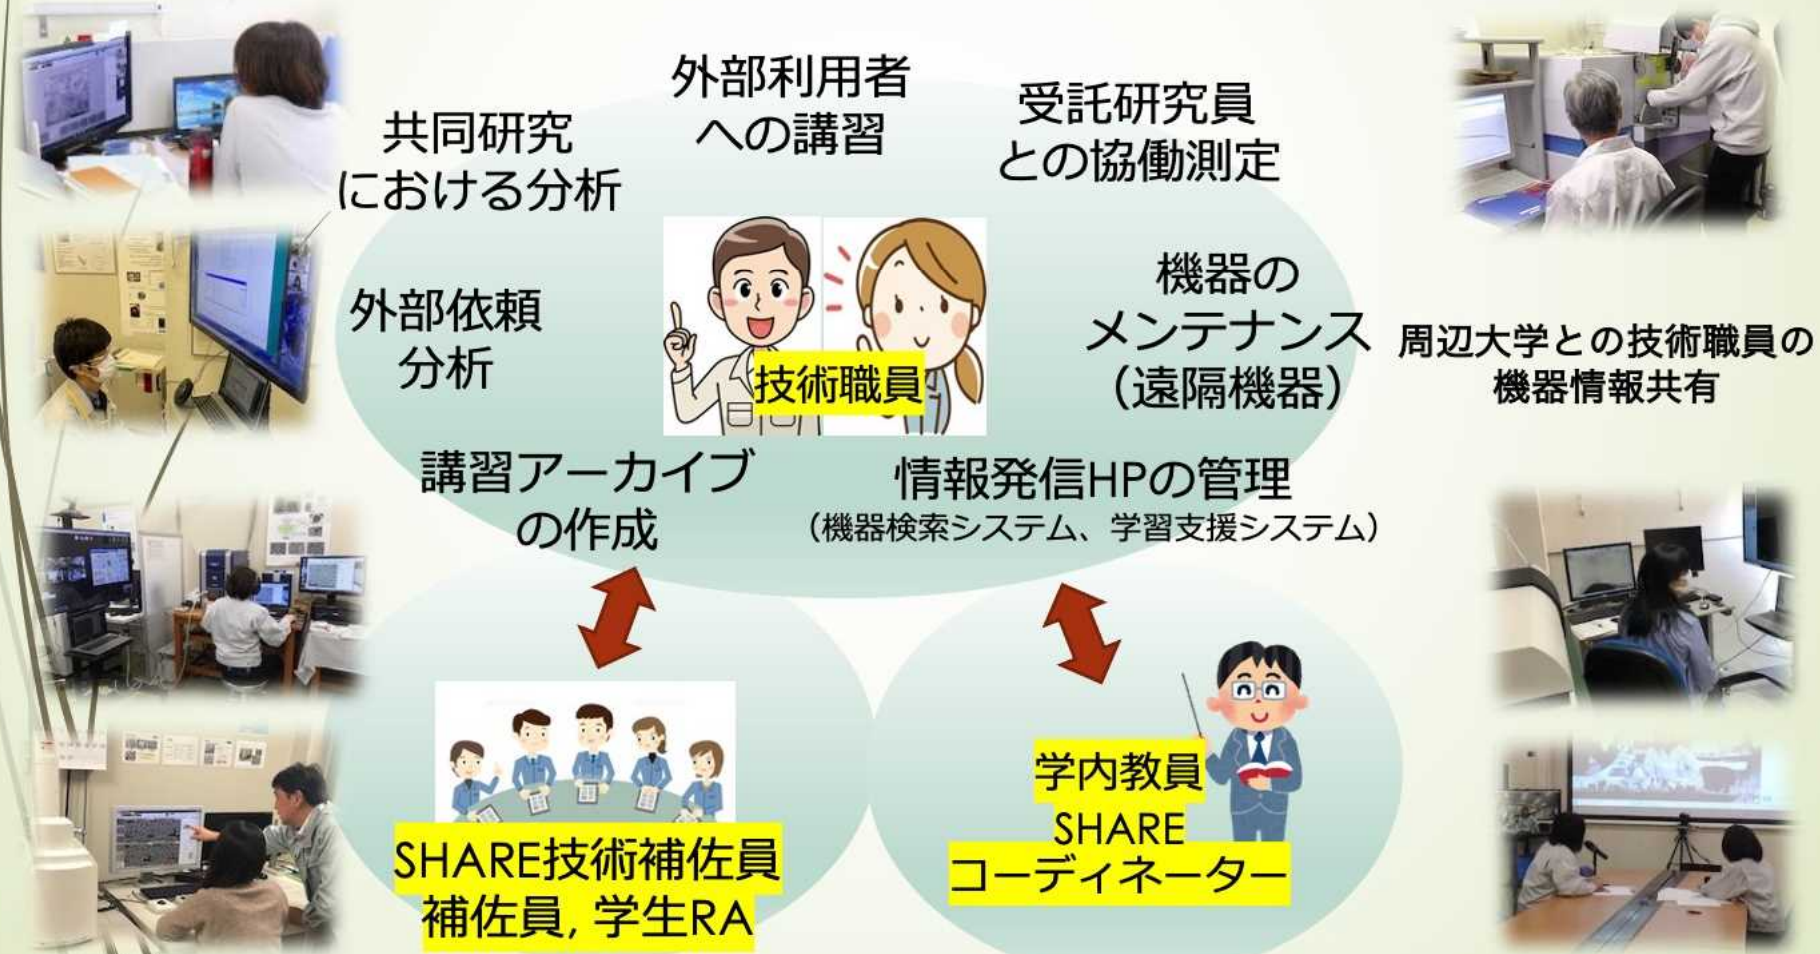 外部利用者
への講習
受託研究員
との協働測定
共同研究
における分析
外部依頼
分析
技術職員
機器の
メンテナンス
（遠隔機器）
周辺大学との技術職員の
機器情報共有
講習アーカイブ
の作成
情報発信HPの管理
（機器検索システム、学習支援システム）
SHARE技術補佐員
補佐員, 学生RA
学内教員
SHARE
コーディネーター